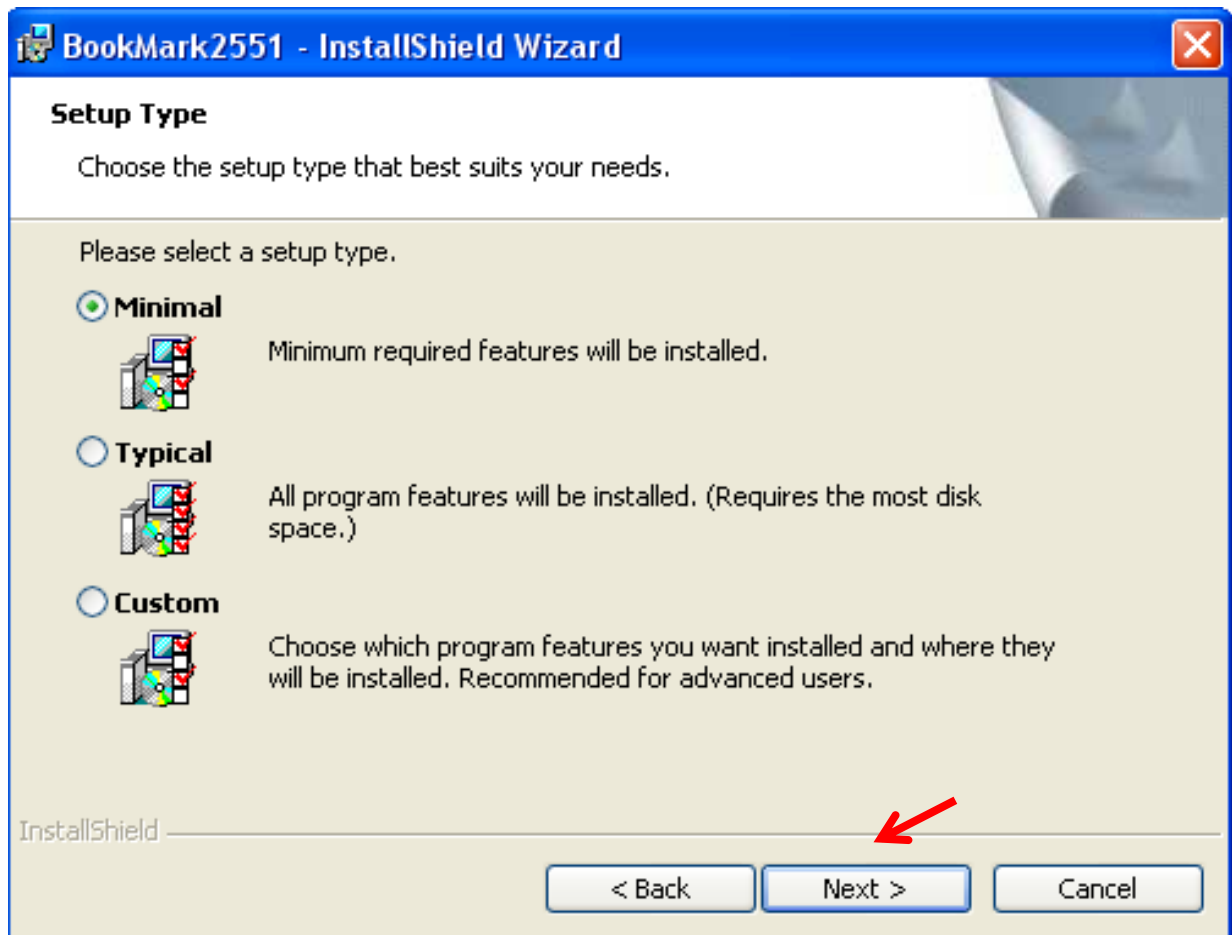 BookMark2551 - InstallShield Wizard
Setup Type
Choose the setup type that best suits your needs.
Please select a setup type.
Minimal
Minimum required features will be installed.
Typical
All program features will be installed. (Requires the most disk
space.)
Custom
Choose which program features you want installed and where they
will be installed. Recommended for advanced users.
InstallShield
< Back
Next >
Cancel